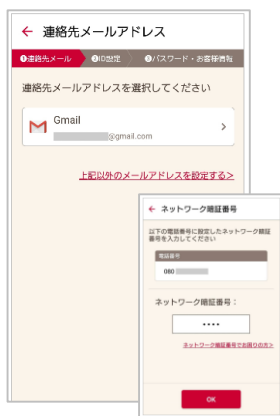 ← 連絡先メールアドレス
❶連絡先メール ❷ID設定 ❸パスワード・お客様情報
連絡先メールアドレスを選択してください
Gmail
@gmail.com
上記以外のメールアドレスを設定する>
← ネットワーク暗証番号
以下の電話番号に設定したネットワーク暗証
番号を入力してください
電話番号
080
ネットワーク暗証番号：
••••
ネットワーク暗証番号でお困りの方>
OK